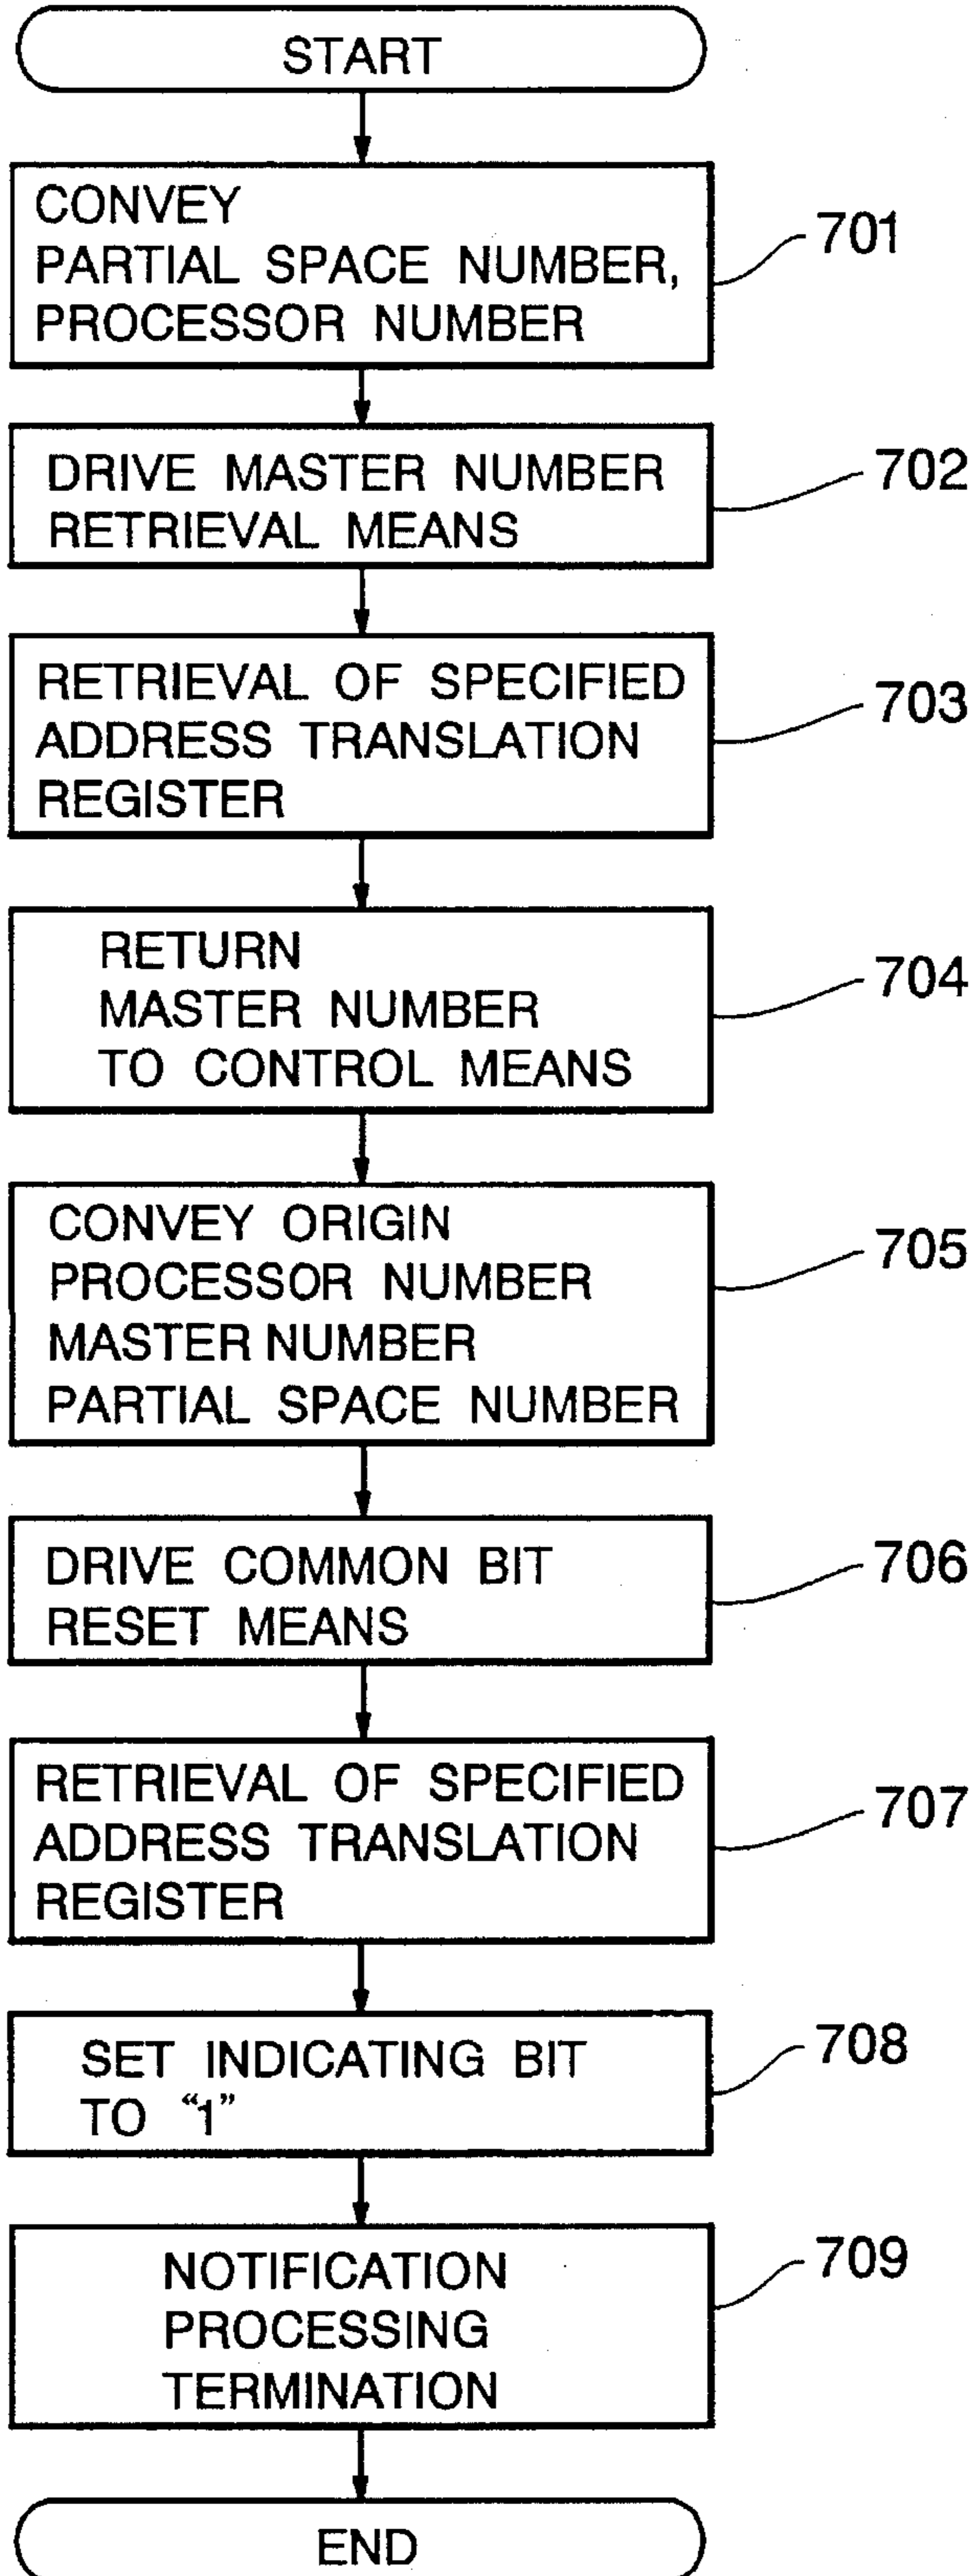 START
CONVEY
PARTIAL SPACE NUMBER,
PROCESSOR NUMBER
701
DRIVE MASTER NUMBER
RETRIEVAL MEANS
702
RETRIEVAL OF SPECIFIED
ADDRESS TRANSLATION
REGISTER
703
RETURN
MASTER NUMBER
TO CONTROL MEANS
704
CONVEY ORIGIN
PROCESSOR NUMBER
MASTER NUMBER
PARTIAL SPACE NUMBER
705
DRIVE COMMON BIT
RESET MEANS
706
RETRIEVAL OF SPECIFIED
ADDRESS TRANSLATION
REGISTER
707
SET INDICATING BIT
TO “1”
708
NOTIFICATION
PROCESSING
TERMINATION
709
END